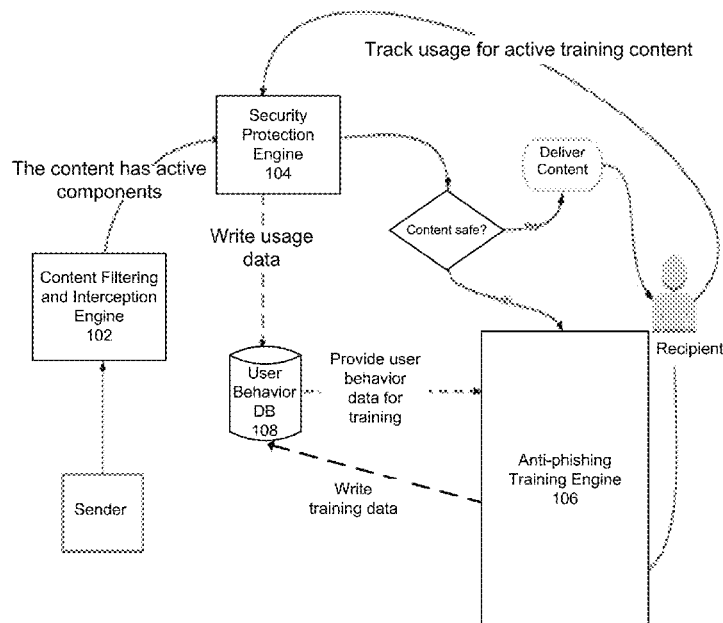 Track usage for active training content
Security
Protection
Engine
104
Deliver
Content
The content has active
components
Content safe?
Write usage
data
Content Filtering
and Interception
Engine
102
Recipient
User
Behavior
DB
108
Provide user
behavior
data for
training
Anti-phishing
Training Engine
106
Write
training data
Sender